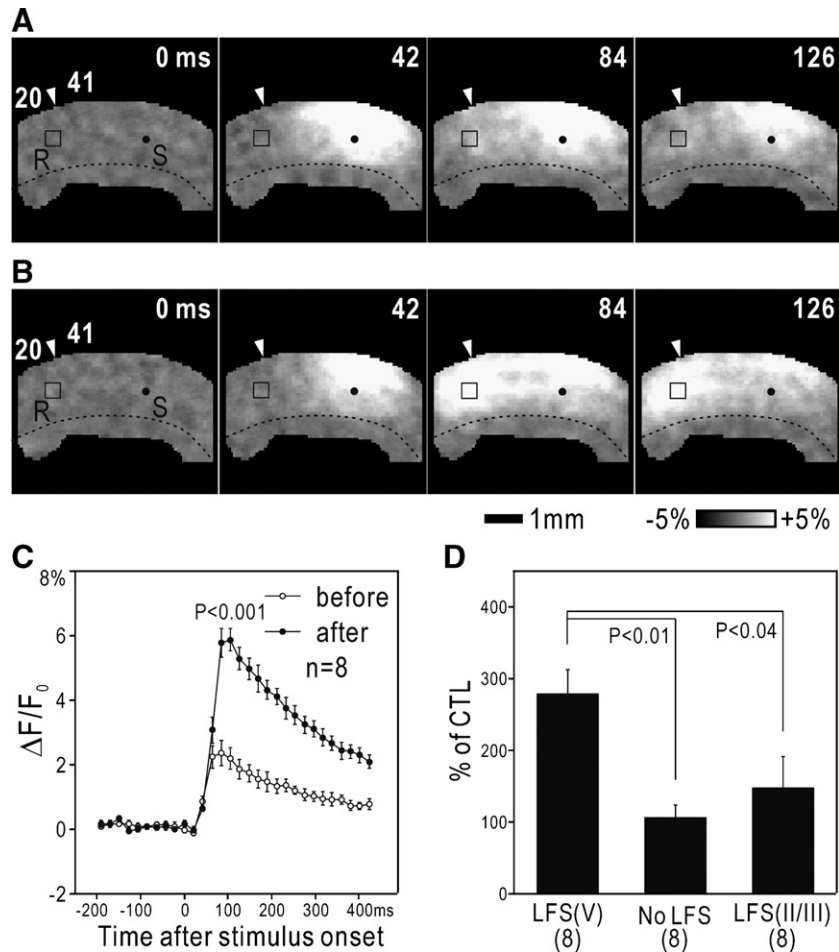 A
0 ms 42 84 126
20 41
R S
B
0 ms 42 84 126
20 41
R S
1mm -5% +5%
C
8%
6
4
2
0
-2
ΔF/F0
P<0.001
before
after
n=8
-200 -100 0 100 200 300 400ms
Time after stimulus onset
D
400
300
200
100
0
% of CTL
P<0.01
P<0.04
LFS(V) No LFS LFS(II/III)
(8) (8) (8)